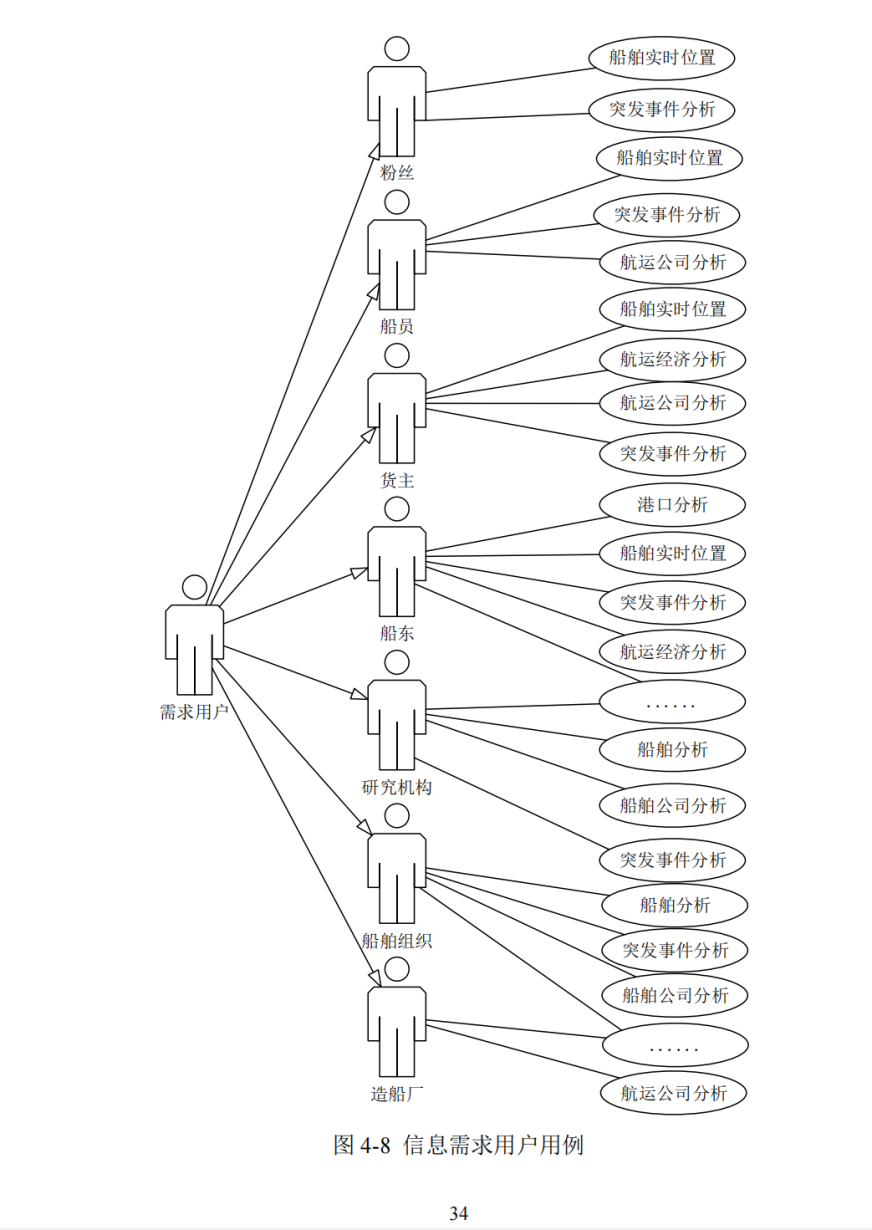 船舶实时位置
突发事件分析
粉丝
船舶实时位置
突发事件分析
航运公司分析
船员
船舶实时位置
航运经济分析
航运公司分析
突发事件分析
货主
港口分析
船舶实时位置
突发事件分析
航运经济分析
船东
......
需求用户
船舶分析
船舶公司分析
研究机构
突发事件分析
船舶分析
突发事件分析
船舶公司分析
船舶组织
......
航运公司分析
造船厂
图 4-8 信息需求用户用例
34